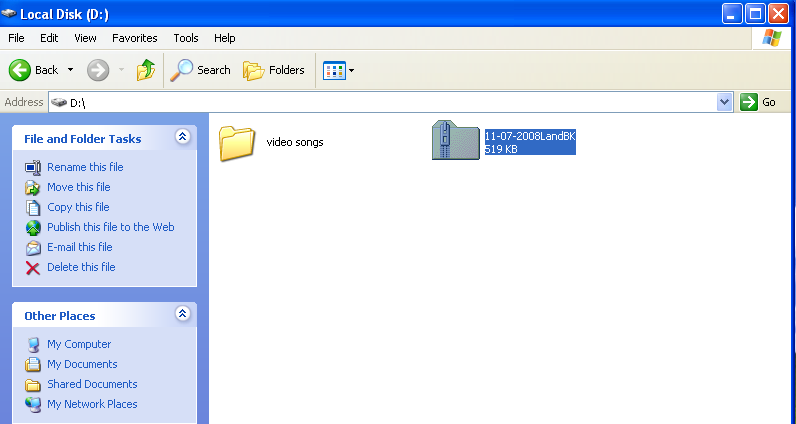 Local Disk (D:)
File Edit View Favorites Tools Help
Back Search Folders
Address D:\ Go
File and Folder Tasks
Rename this file
Move this file
Copy this file
Publish this file to the Web
E-mail this file
Delete this file
Other Places
My Computer
My Documents
Shared Documents
My Network Places
video songs
11-07-2008LandBK
519 KB